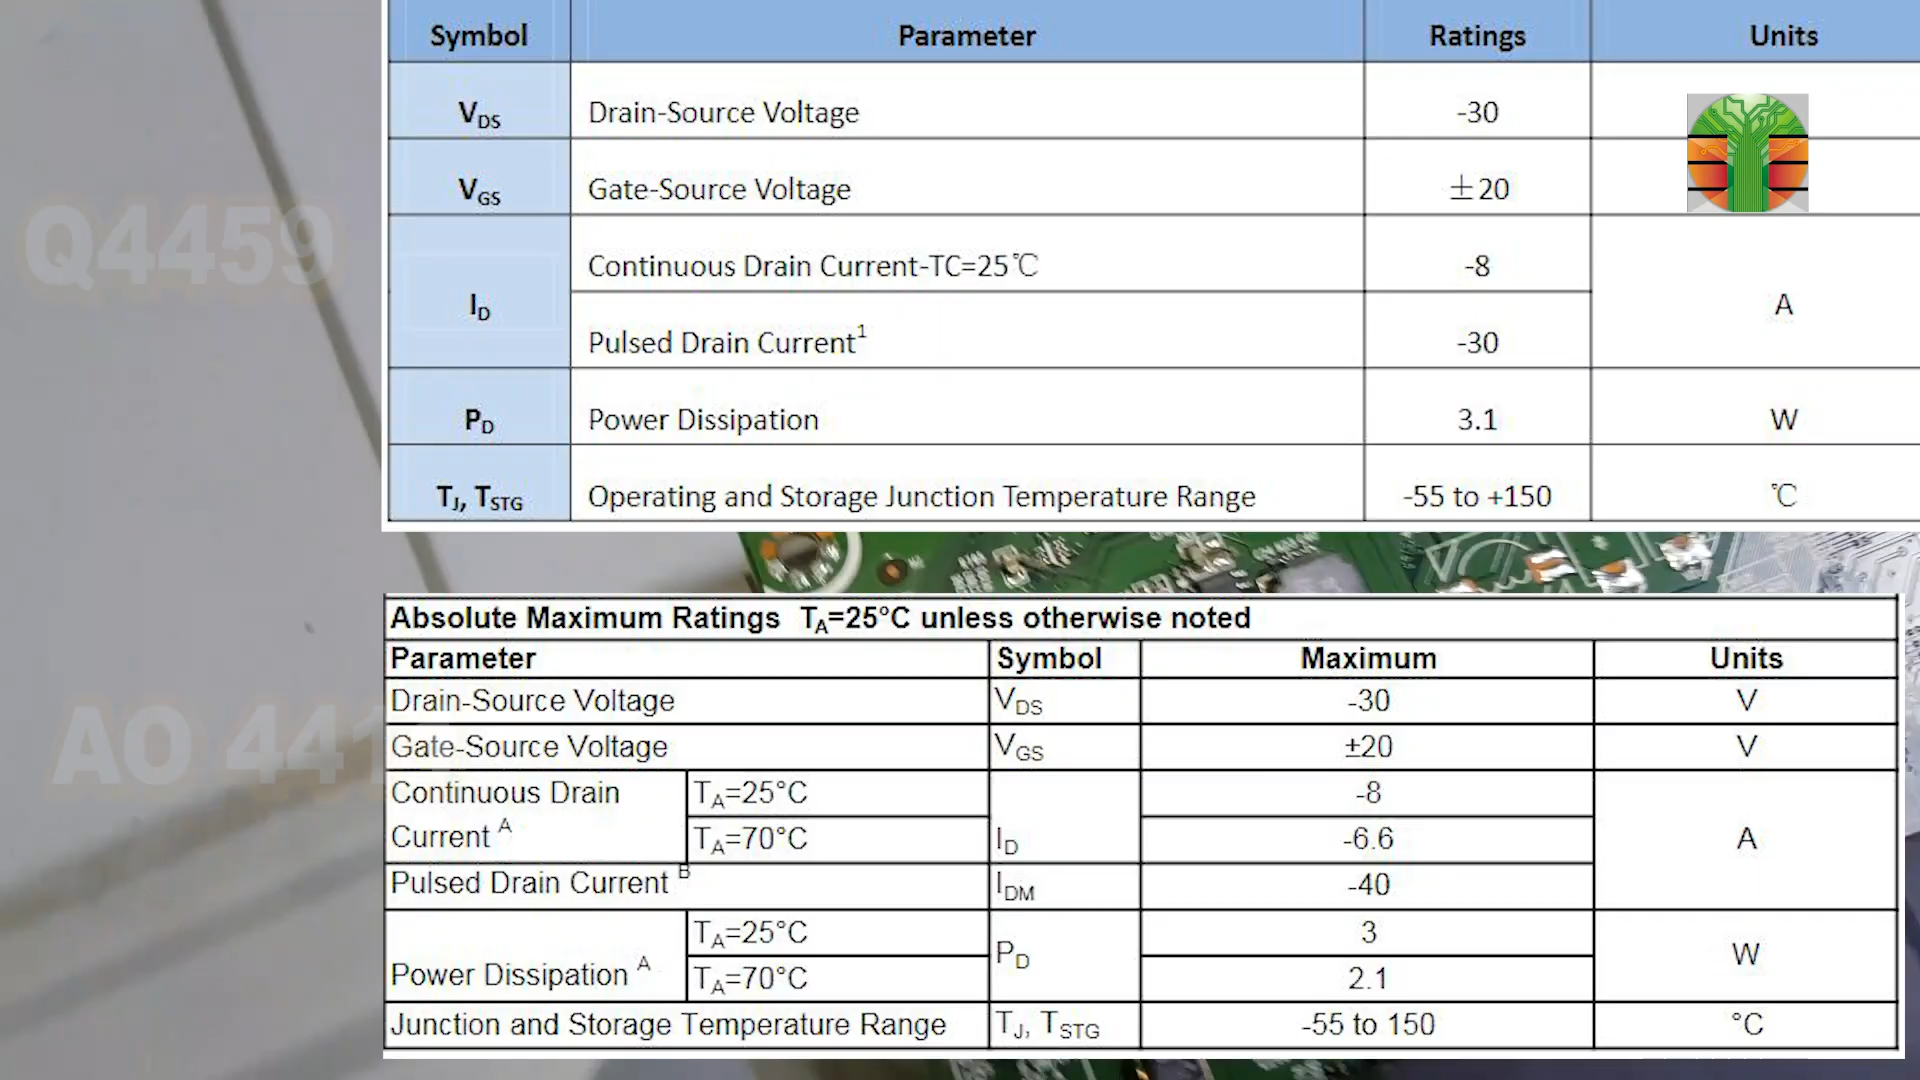 Symbol Parameter Ratings Units
VDS Drain-Source Voltage -30
VGS Gate-Source Voltage ±20
Q4459
ID Continuous Drain Current-TC=25℃ -8 A
Pulsed Drain Current1 -30
PD Power Dissipation 3.1 W
TJ, TSTG Operating and Storage Junction Temperature Range -55 to +150 ℃
Absolute Maximum Ratings TA=25°C unless otherwise noted
Parameter Symbol Maximum Units
Drain-Source Voltage VDS -30 V
AO
Gate-Source Voltage VGS ±20 V
Continuous Drain TA=25°C -8
Current A TA=70°C ID -6.6 A
Pulsed Drain Current B IDM -40
TA=25°C 3
Power Dissipation A PD W
TA=70°C 2.1
Junction and Storage Temperature Range TJ, TSTG -55 to 150 °C